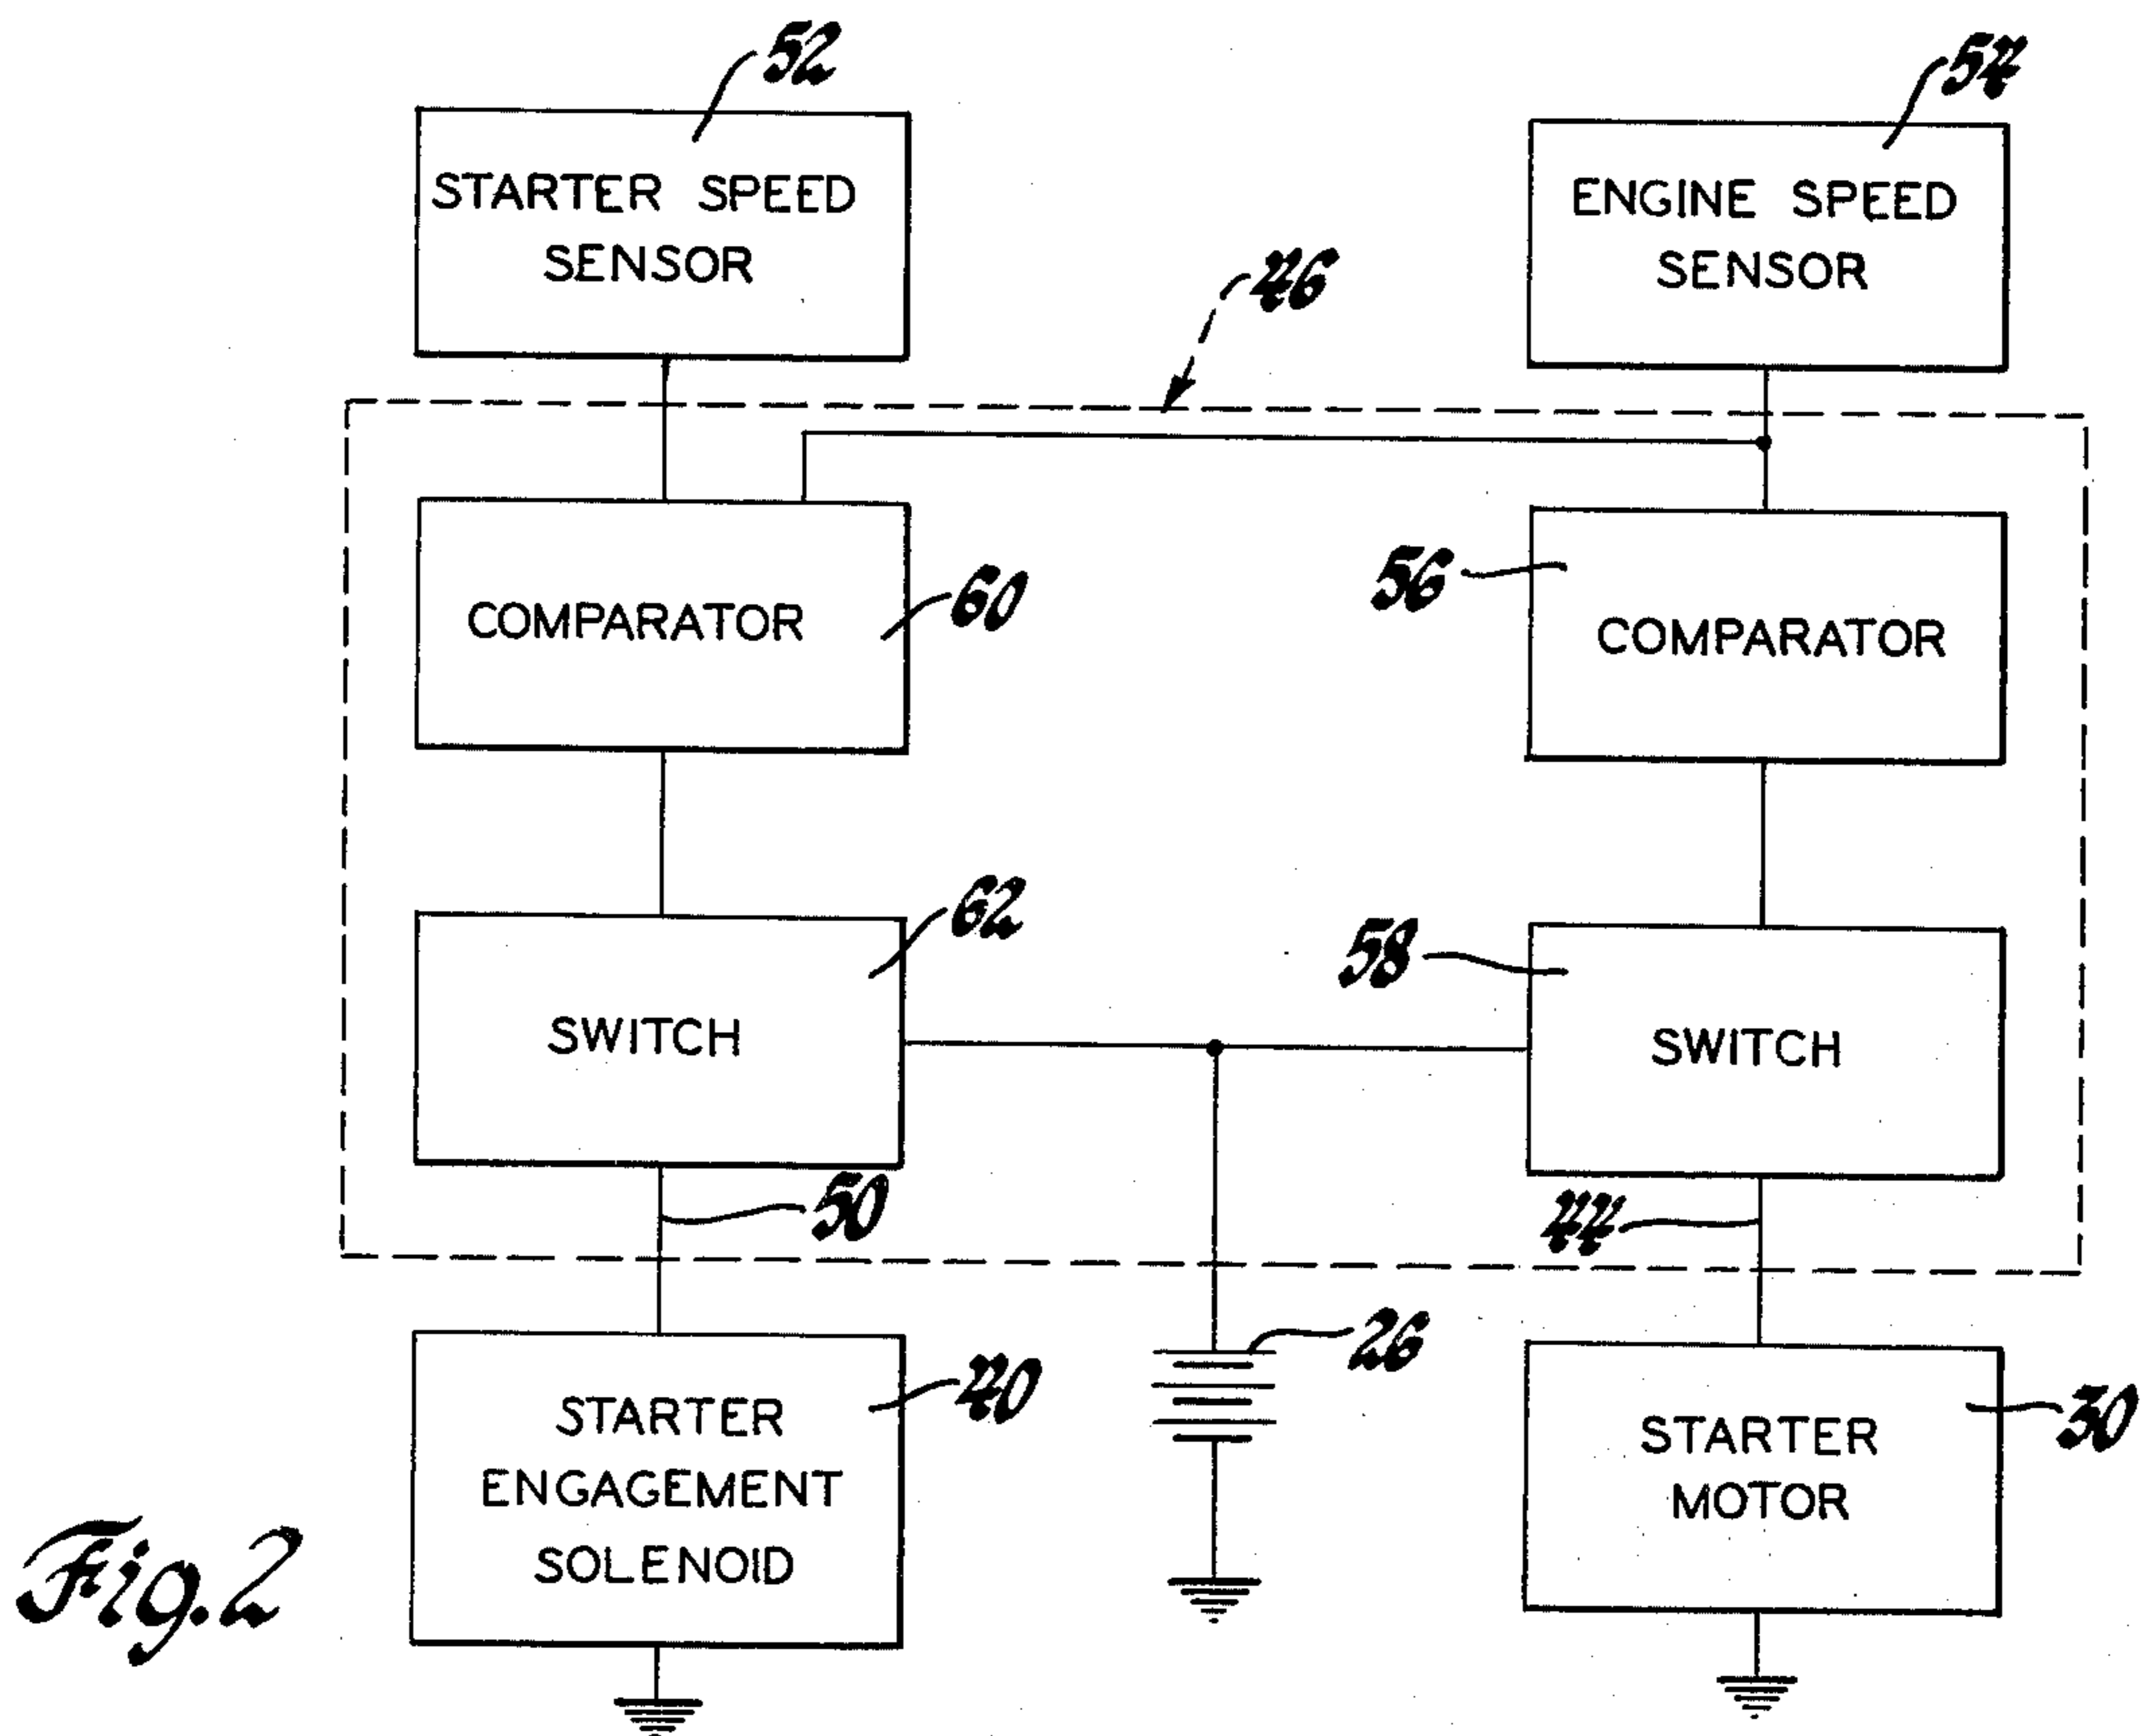 52
54
STARTER SPEED
SENSOR
ENGINE SPEED
SENSOR
46
60
COMPARATOR
56
COMPARATOR
62
SWITCH
58
SWITCH
50
44
26
40
STARTER
ENGAGEMENT
SOLENOID
30
STARTER
MOTOR
Fig. 2